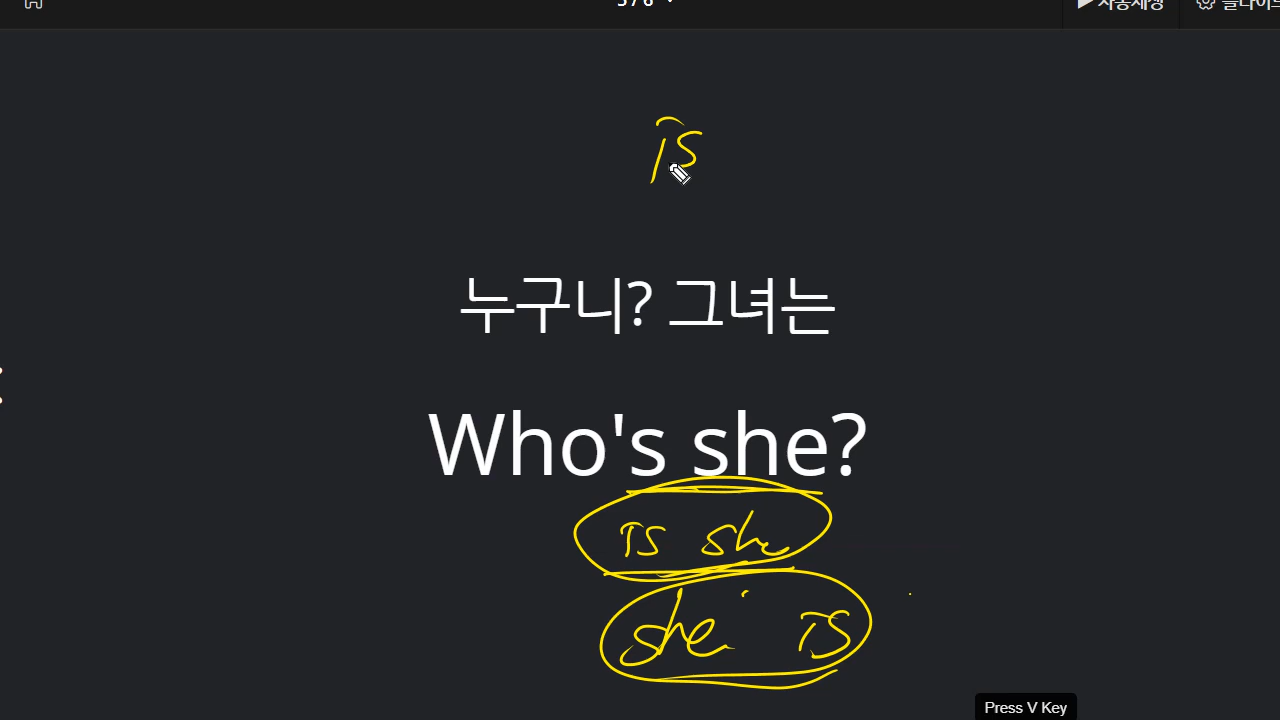 is
누구니? 그녀는
Who's she?
is she
she is
Press V Key